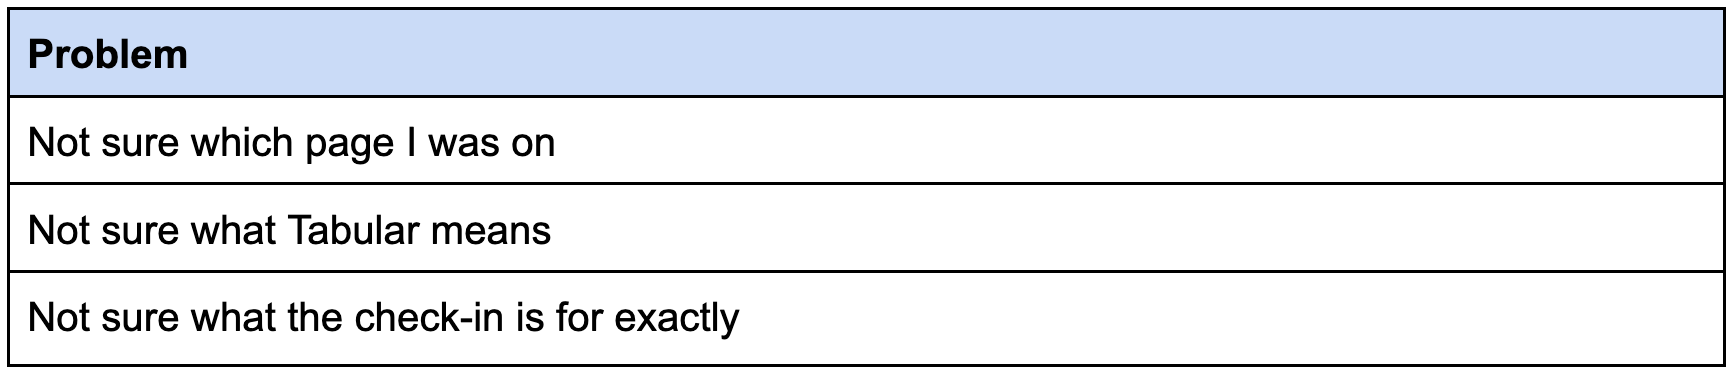 Problem
Not sure which page I was on
Not sure what Tabular means
Not sure what the check-in is for exactly